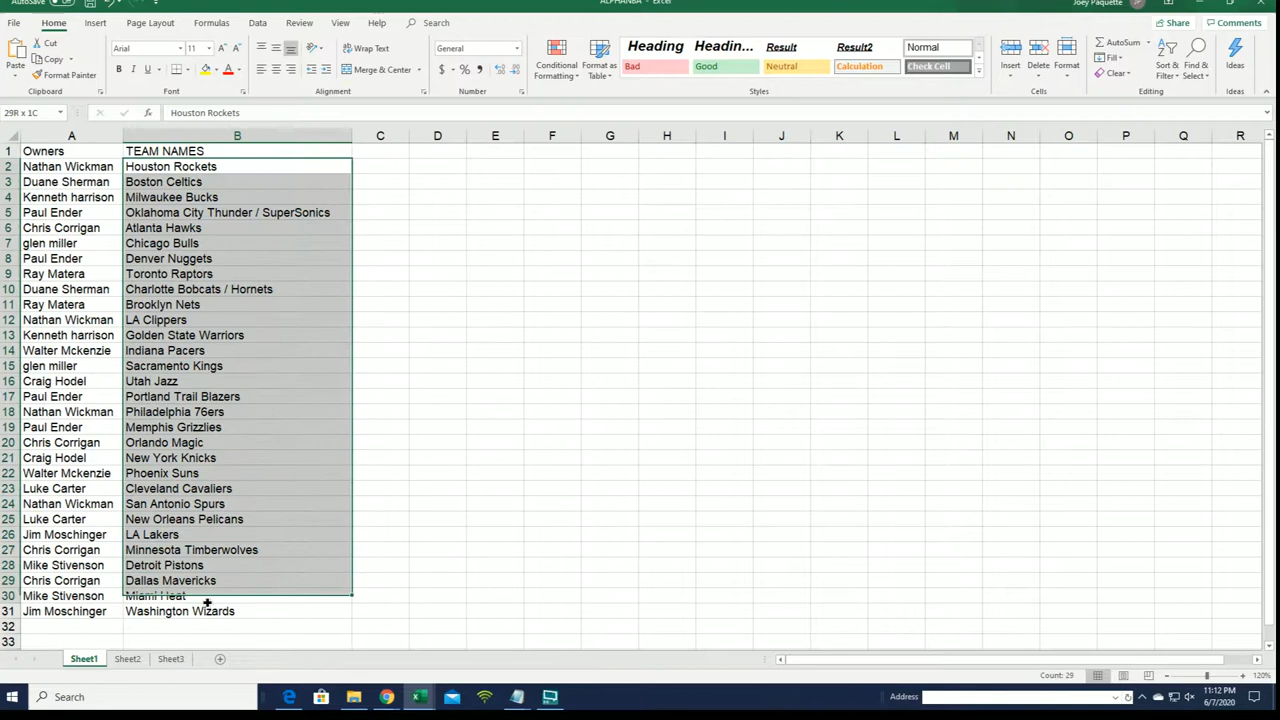 AutoSave Off ALPHANBA - Excel Joey Paquette JP
File Home Insert Page Layout Formulas Data Review View Help Search Share Comments
Paste Cut Copy Format Painter Clipboard
Arial 11 A A B I U A Font
Wrap Text Merge & Center Alignment
General $ % 9 Number
Conditional Formatting Format as Table
Heading Headin... Result Result2 Normal
Bad Good Neutral Calculation Check Cell
Styles
Insert Delete Format Cells
AutoSum Fill Clear Sort & Filter Find & Select Editing
Ideas Ideas
29R x 1C fx Houston Rockets
A B C D E F G H I J K L M N O P Q R
1 Owners TEAM NAMES
2 Nathan Wickman Houston Rockets
3 Duane Sherman Boston Celtics
4 Kenneth harrison Milwaukee Bucks
5 Paul Ender Oklahoma City Thunder / SuperSonics
6 Chris Corrigan Atlanta Hawks
7 glen miller Chicago Bulls
8 Paul Ender Denver Nuggets
9 Ray Matera Toronto Raptors
10 Duane Sherman Charlotte Bobcats / Hornets
11 Ray Matera Brooklyn Nets
12 Nathan Wickman LA Clippers
13 Kenneth harrison Golden State Warriors
14 Walter Mckenzie Indiana Pacers
15 glen miller Sacramento Kings
16 Craig Hodel Utah Jazz
17 Paul Ender Portland Trail Blazers
18 Nathan Wickman Philadelphia 76ers
19 Paul Ender Memphis Grizzlies
20 Chris Corrigan Orlando Magic
21 Craig Hodel New York Knicks
22 Walter Mckenzie Phoenix Suns
23 Luke Carter Cleveland Cavaliers
24 Nathan Wickman San Antonio Spurs
25 Luke Carter New Orleans Pelicans
26 Jim Moschinger LA Lakers
27 Chris Corrigan Minnesota Timberwolves
28 Mike Stivenson Detroit Pistons
29 Chris Corrigan Dallas Mavericks
30 Mike Stivenson Miami Heat
31 Jim Moschinger Washington Wizards
32
33
Sheet1 Sheet2 Sheet3
Count: 29 120%
Search Address 11:12 PM
6/7/2020